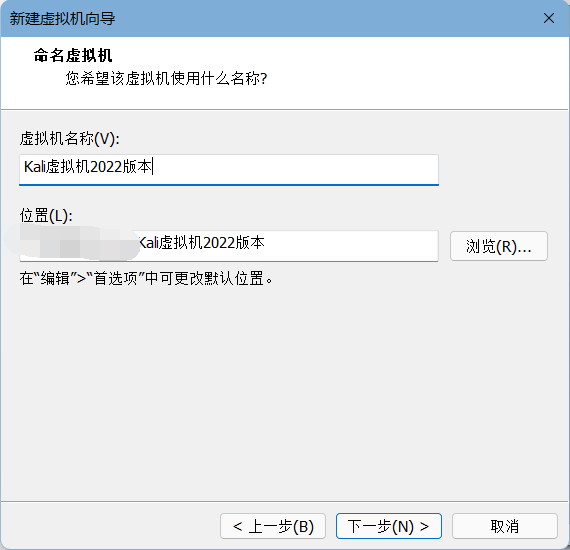 新建虚拟机向导
命名虚拟机
您希望该虚拟机使用什么名称?
虚拟机名称(V):
Kali虚拟机2022版本
位置(L):
Kali虚拟机2022版本
浏览(R)...
在“编辑”>“首选项”中可更改默认位置。
< 上一步(B)
下一步(N) >
取消